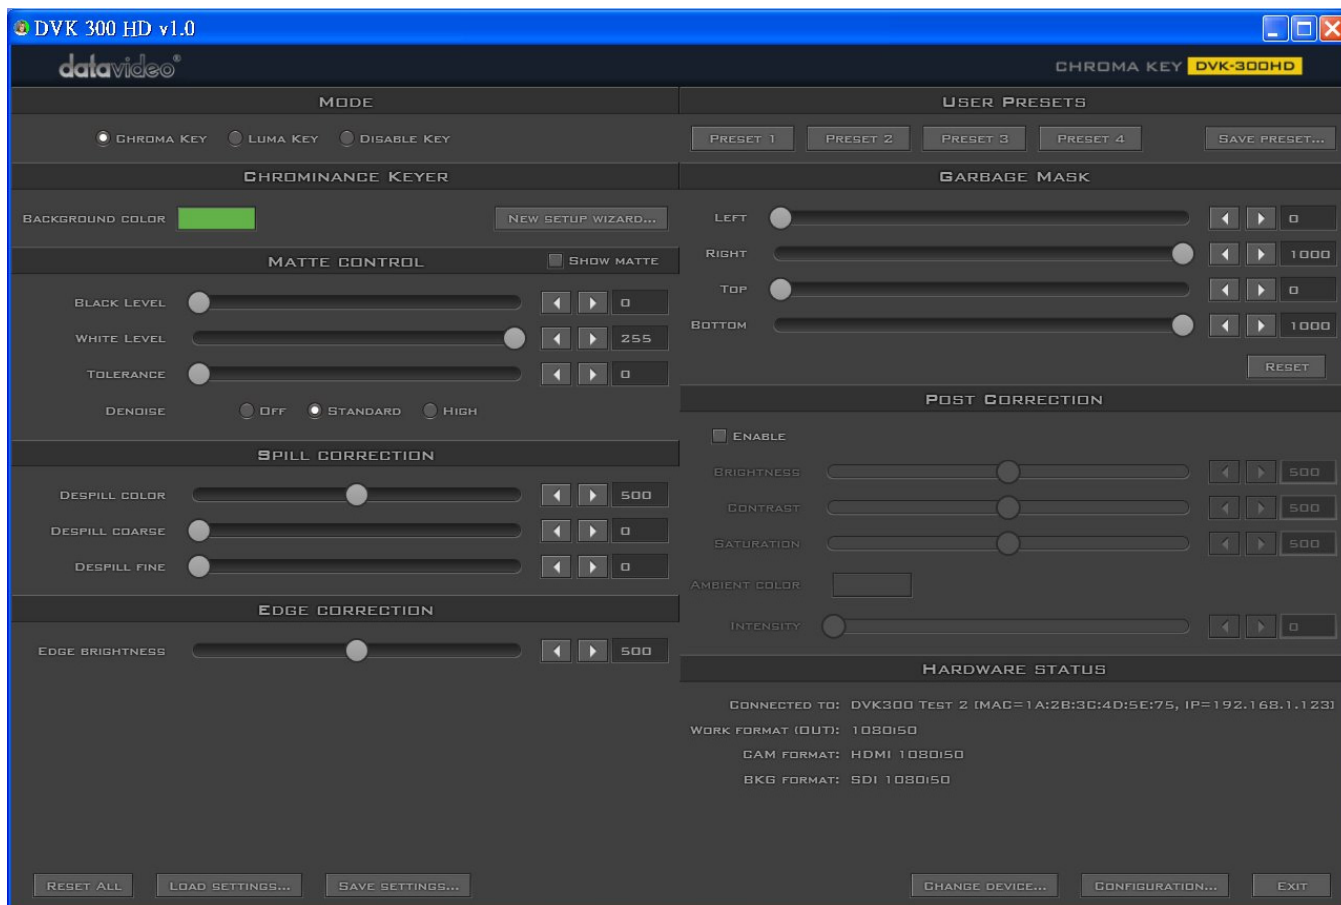 DVK 300 HD v1.0
datavideo®
CHROMA KEY DVK-300HD
MODE
CHROMA KEY LUMA KEY DISABLE KEY
CHROMINANCE KEYER
BACKGROUND COLOR NEW SETUP WIZARD...
MATTE CONTROL SHOW MATTE
BLACK LEVEL 0
WHITE LEVEL 255
TOLERANCE 0
DENOISE OFF STANDARD HIGH
SPILL CORRECTION
DESPILL COLOR 500
DESPILL COARSE 0
DESPILL FINE 0
EDGE CORRECTION
EDGE BRIGHTNESS 500
USER PRESETS
PRESET 1 PRESET 2 PRESET 3 PRESET 4 SAVE PRESET...
GARBAGE MASK
LEFT 0
RIGHT 1000
TOP 0
BOTTOM 1000
RESET
POST CORRECTION
ENABLE
BRIGHTNESS 500
CONTRAST 500
SATURATION 500
AMBIENT COLOR
INTENSITY 0
HARDWARE STATUS
CONNECTED TO: DVK300 TEST 2 (MAC=1A:2B:3C:4D:5E:75, IP=192.168.1.123)
WORK FORMAT (OUT): 1080I50
CAM FORMAT: HDMI 1080I50
BKG FORMAT: SDI 1080I50
RESET ALL LOAD SETTINGS... SAVE SETTINGS... CHANGE DEVICE... CONFIGURATION... EXIT